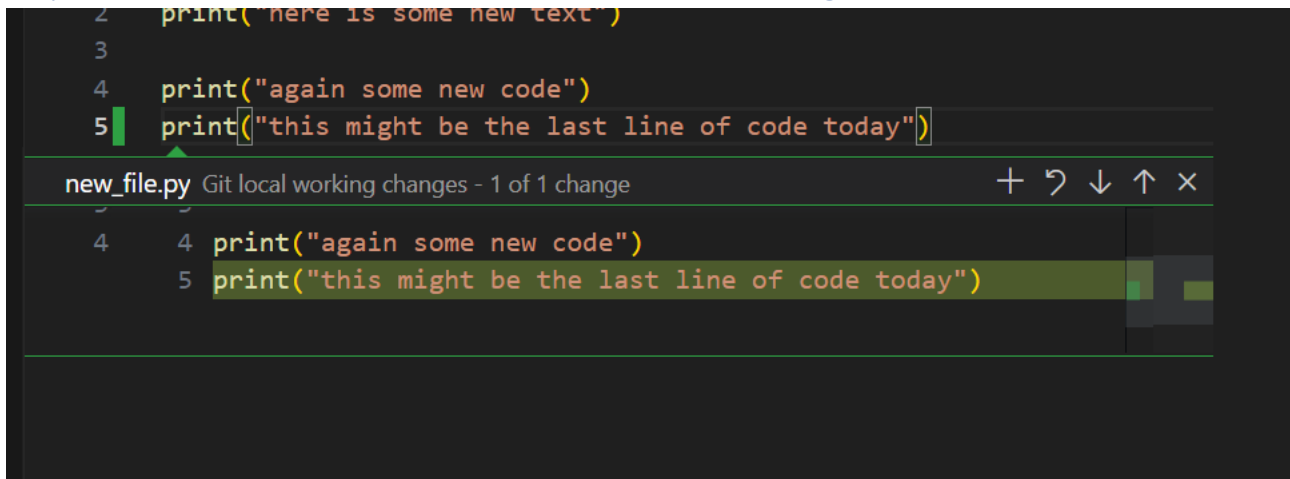 2 print("here is some new text")
3
4 print("again some new code")
5 print("this might be the last line of code today")
new_file.py Git local working changes - 1 of 1 change
4 4 print("again some new code")
5 print("this might be the last line of code today")